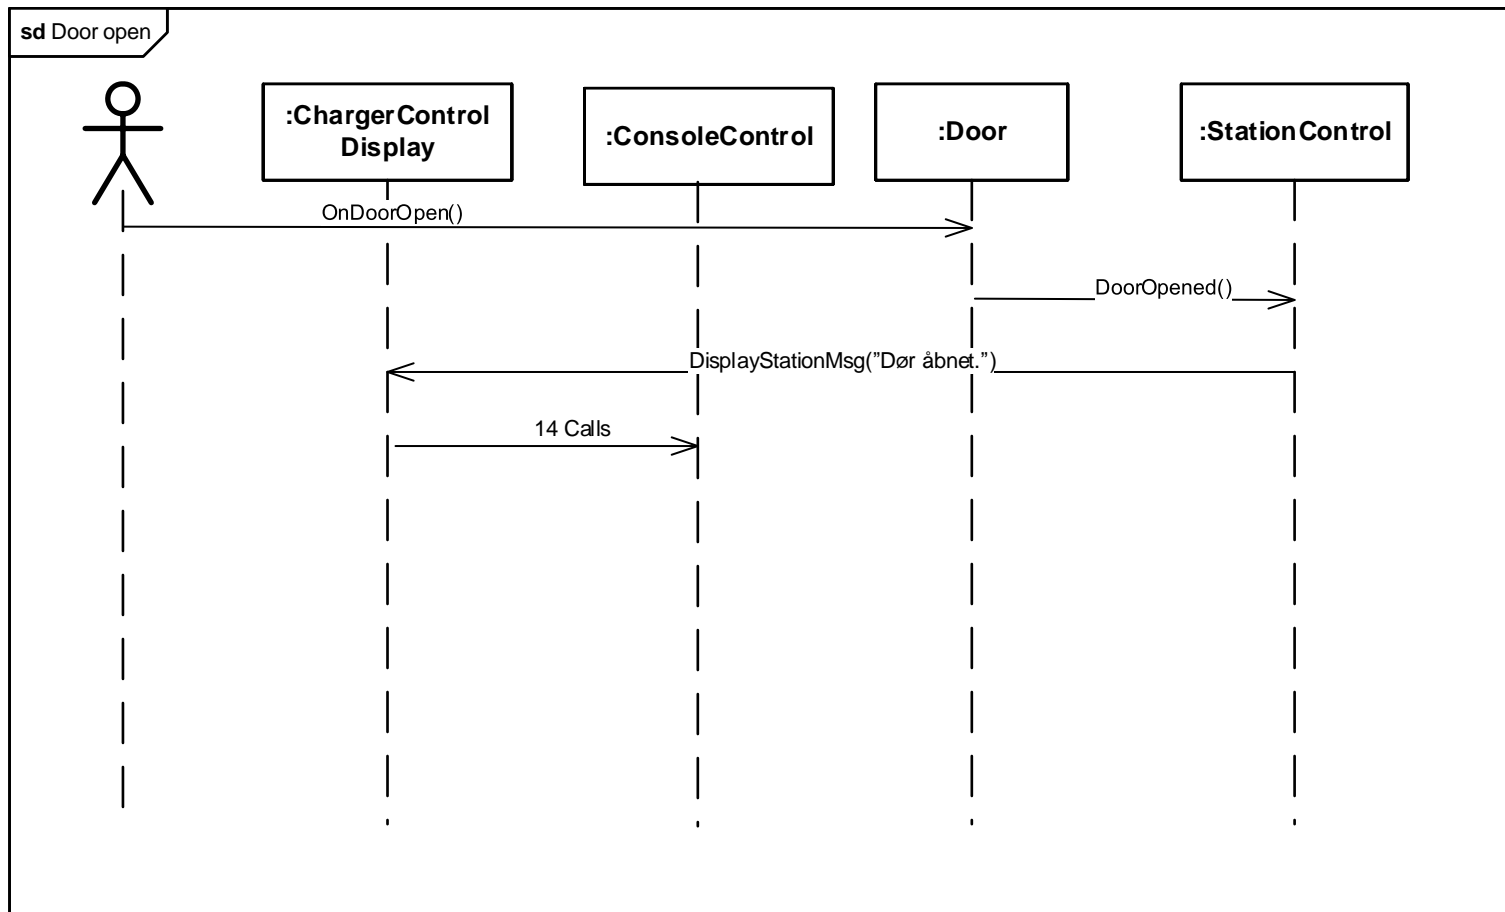 sd Door open
:ChargerControl
Display
:ConsoleControl
:Door
:StationControl
OnDoorOpen()
DoorOpened()
DisplayStationMsg(”Dør åbnet.”)
14 Calls